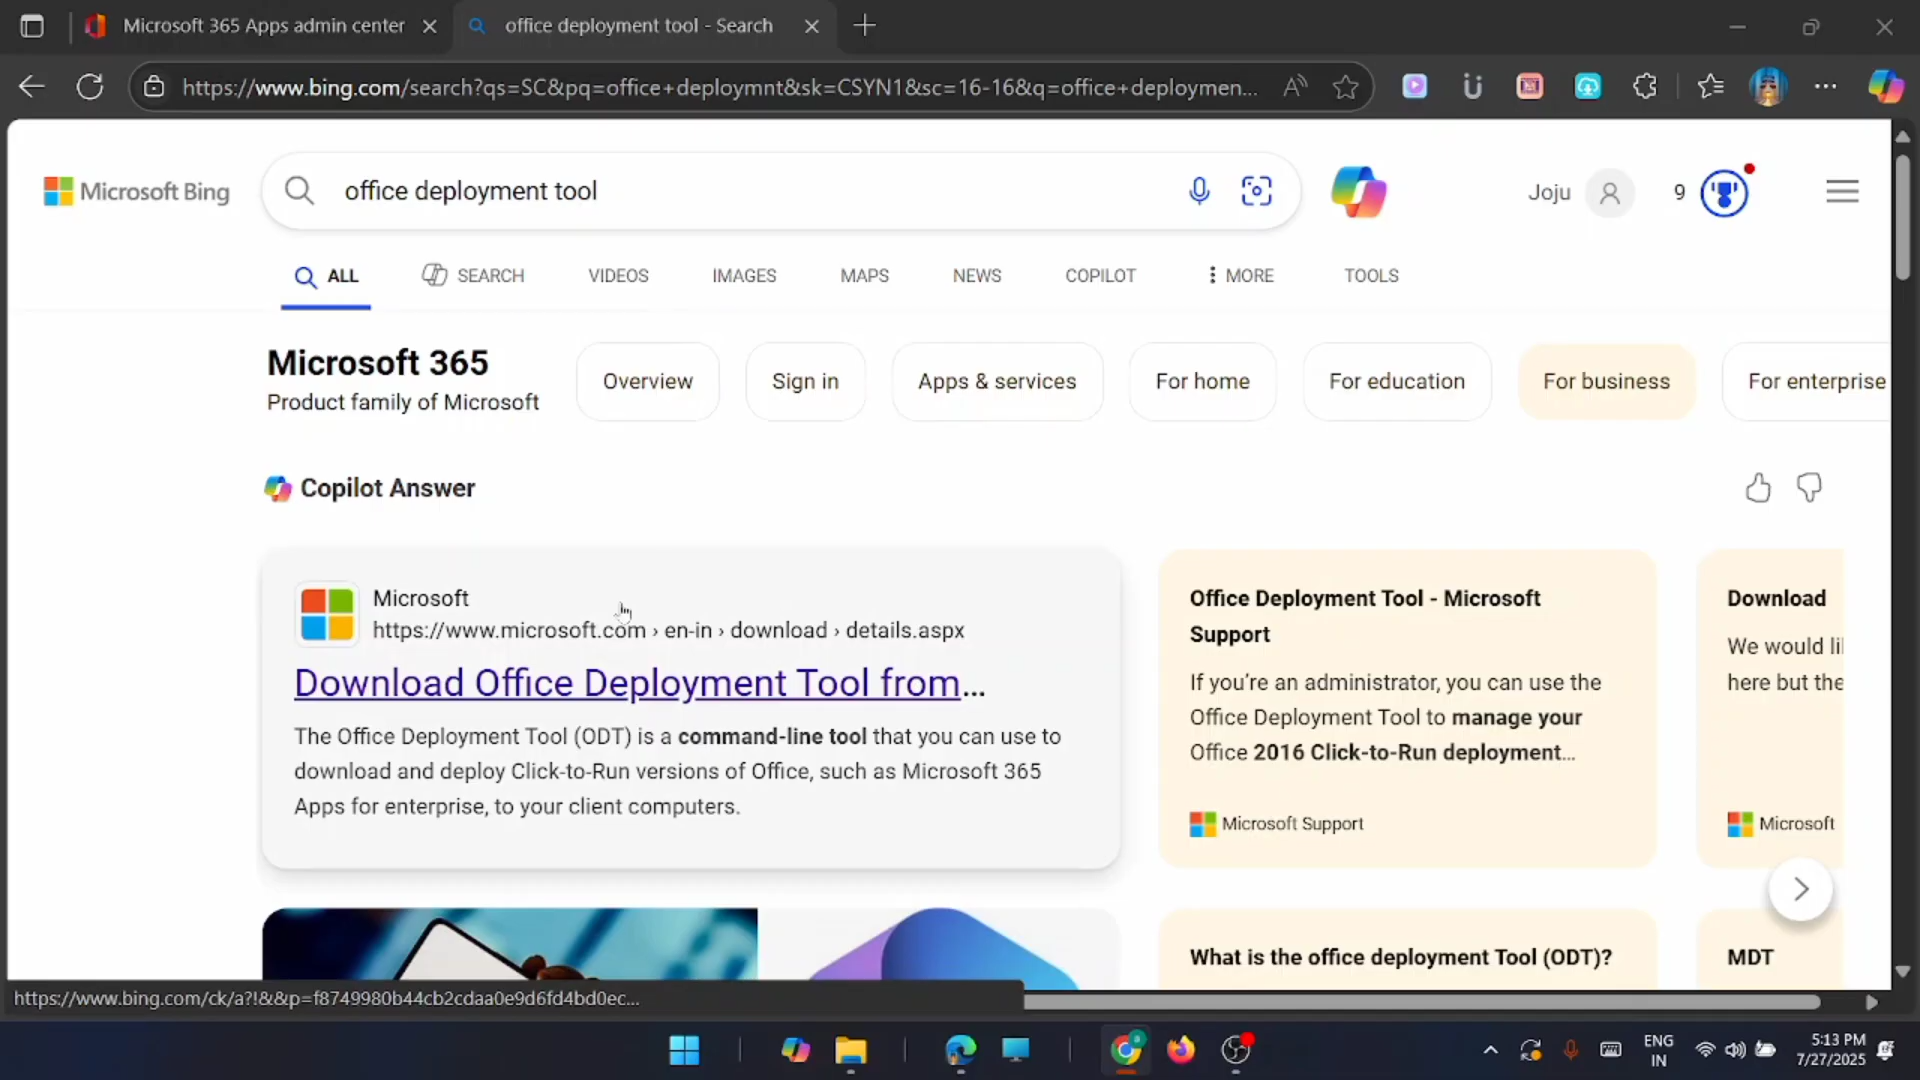 Microsoft 365 Apps admin center
office deployment tool - Search
https://www.bing.com/search?qs=SC&pq=office+deploymnt&sk=CSYN1&sc=16-16&q=office+deploymen...
Microsoft Bing
office deployment tool
Joju
9
ALL
SEARCH
VIDEOS
IMAGES
MAPS
NEWS
COPILOT
MORE
TOOLS
Microsoft 365
Product family of Microsoft
Overview
Sign in
Apps & services
For home
For education
For business
For enterprise
Copilot Answer
Microsoft
https://www.microsoft.com › en-in › download › details.aspx
Download Office Deployment Tool from...
The Office Deployment Tool (ODT) is a command-line tool that you can use to
download and deploy Click-to-Run versions of Office, such as Microsoft 365
Apps for enterprise, to your client computers.
Office Deployment Tool - Microsoft
Support
If you're an administrator, you can use the
Office Deployment Tool to manage your
Office 2016 Click-to-Run deployment...
Microsoft Support
Download
We would li
here but the
Microsoft
What is the office deployment Tool (ODT)?
MDT
https://www.bing.com/ck/a?!&&p=f8749980b44cb2cdaa0e9d6fd4bd0ec...
ENG
IN
5:13 PM
7/27/2025